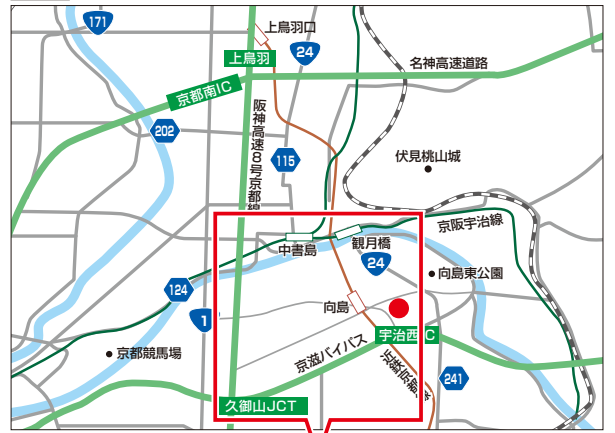 171
上鳥羽口
24
上鳥羽
名神高速道路
京都南IC
阪神高速8号京都線
202
115
伏見桃山城
京阪宇治線
中書島
観月橋
24
向島東公園
124
1
向島
宇治西IC
京都競馬場
京滋バイパス
近鉄京都線
241
久御山JCT